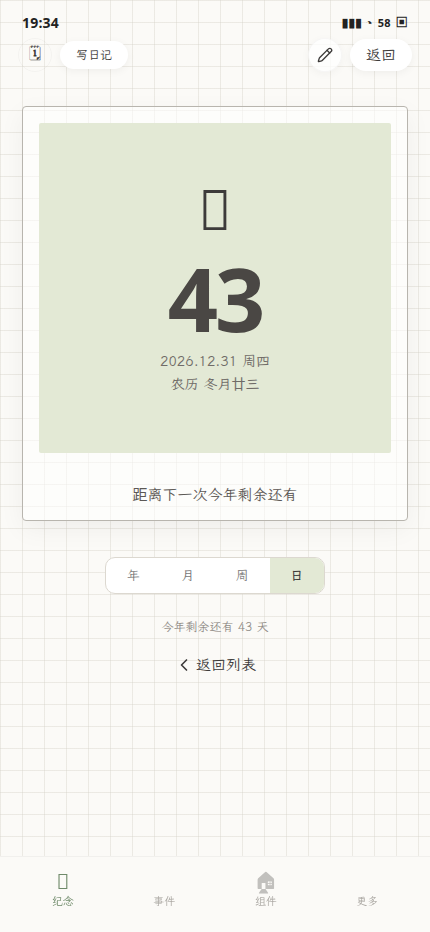 19:34
58
写日记
返回
43
2026.12.31 周四
农历 冬月廿三
距离下一次今年剩余还有
年 月 周 日
今年剩余还有 43 天
返回列表
纪念 事件 组件 更多